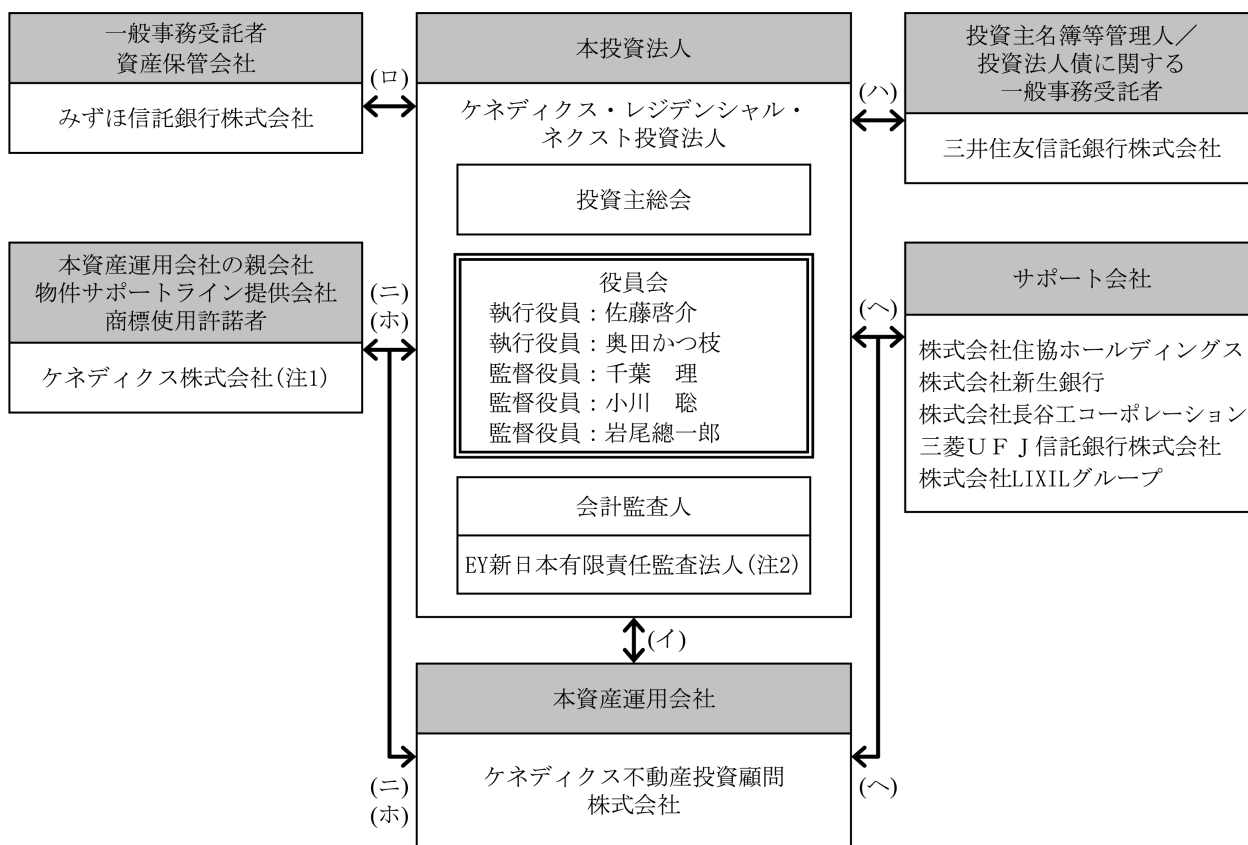 一般事務受託者
資産保管会社
みずほ信託銀行株式会社
(ロ)
本投資法人
ケネディクス・レジデンシャル・
ネクスト投資法人
投資主総会
役員会
執行役員：佐藤啓介
執行役員：奥田かつ枝
監督役員：千葉　理
監督役員：小川　聡
監督役員：岩尾總一郎
会計監査人
EY新日本有限責任監査法人(注2)
(ハ)
投資主名簿等管理人／
投資法人債に関する
一般事務受託者
三井住友信託銀行株式会社
本資産運用会社の親会社
物件サポートライン提供会社
商標使用許諾者
ケネディクス株式会社(注1)
(ニ)
(ホ)
(ヘ)
サポート会社
株式会社住協ホールディングス
株式会社新生銀行
株式会社長谷工コーポレーション
三菱ＵＦＪ信託銀行株式会社
株式会社LIXILグループ
(イ)
本資産運用会社
ケネディクス不動産投資顧問
株式会社
(ニ)
(ホ)
(ヘ)